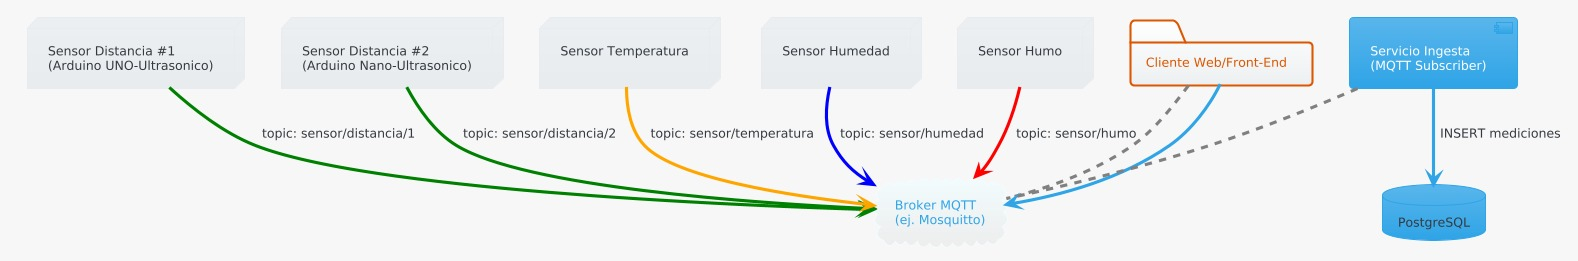 Sensor Distancia #1
(Arduino UNO-Ultrasonico)
Sensor Distancia #2
(Arduino Nano-Ultrasonico)
Sensor Temperatura
Sensor Humedad
Sensor Humo
Cliente Web/Front-End
Servicio Ingesta
(MQTT Subscriber)
topic: sensor/distancia/1
topic: sensor/distancia/2
topic: sensor/temperatura
topic: sensor/humedad
topic: sensor/humo
INSERT mediciones
Broker MQTT
(ej. Mosquitto)
PostgreSQL